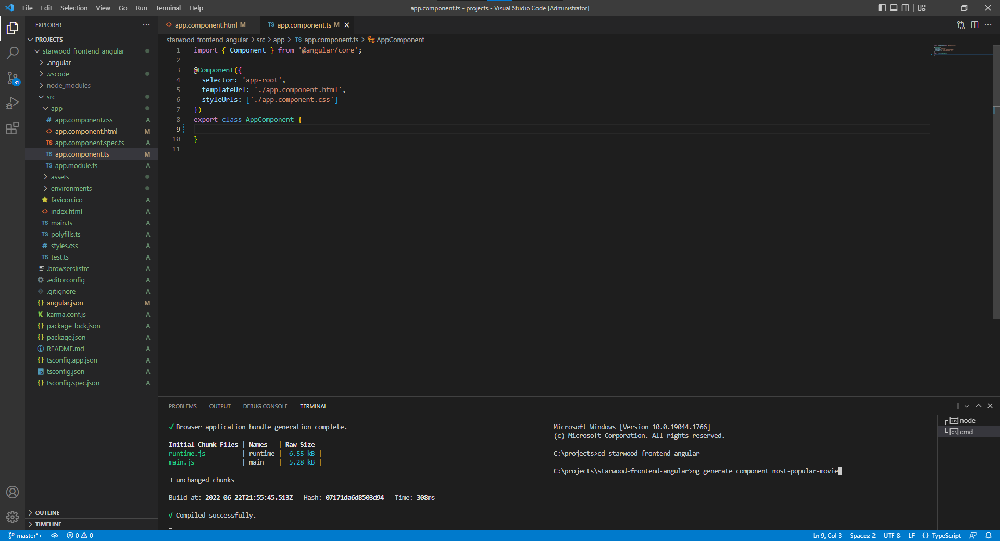 File Edit Selection View Go Run Terminal Help
app.component.ts - projects - Visual Studio Code [Administrator]
EXPLORER
PROJECTS
starwood-frontend-angular
.angular
.vscode
node_modules
src
app
# app.component.css A
<> app.component.html M
TS app.component.spec.ts A
TS app.component.ts M
TS app.module.ts A
assets
environments
favicon.ico A
<> index.html A
TS main.ts A
TS polyfills.ts A
# styles.css A
TS test.ts A
.browserslistrc A
.editorconfig A
.gitignore A
{} angular.json M
K karma.conf.js A
{} package-lock.json A
{} package.json A
README.md A
{} tsconfig.app.json A
TS tsconfig.json A
{} tsconfig.spec.json A
OUTLINE
TIMELINE
31
<> app.component.html M
TS app.component.ts M
starwood-frontend-angular > src > app > TS app.component.ts > AppComponent
1 import { Component } from '@angular/core';
2
3 @Component({
4 selector: 'app-root',
5 templateUrl: './app.component.html',
6 styleUrls: ['./app.component.css']
7 })
8 export class AppComponent {
9
10 }
11
PROBLEMS OUTPUT DEBUG CONSOLE TERMINAL
√ Browser application bundle generation complete.
Initial Chunk Files | Names | Raw Size
runtime.js | runtime | 6.55 kB |
main.js | main | 5.28 kB |
3 unchanged chunks
Build at: 2022-06-22T21:55:45.513Z - Hash: 07171da6d8503d94 - Time: 308ms
√ Compiled successfully.
Microsoft Windows [Version 10.0.19044.1766]
(c) Microsoft Corporation. All rights reserved.
C:\projects>cd starwood-frontend-angular
C:\projects\starwood-frontend-angular>ng generate component most-popular-movie
node
cmd
master*+ 0 0
Ln 9, Col 3 Spaces: 2 UTF-8 LF {} TypeScript